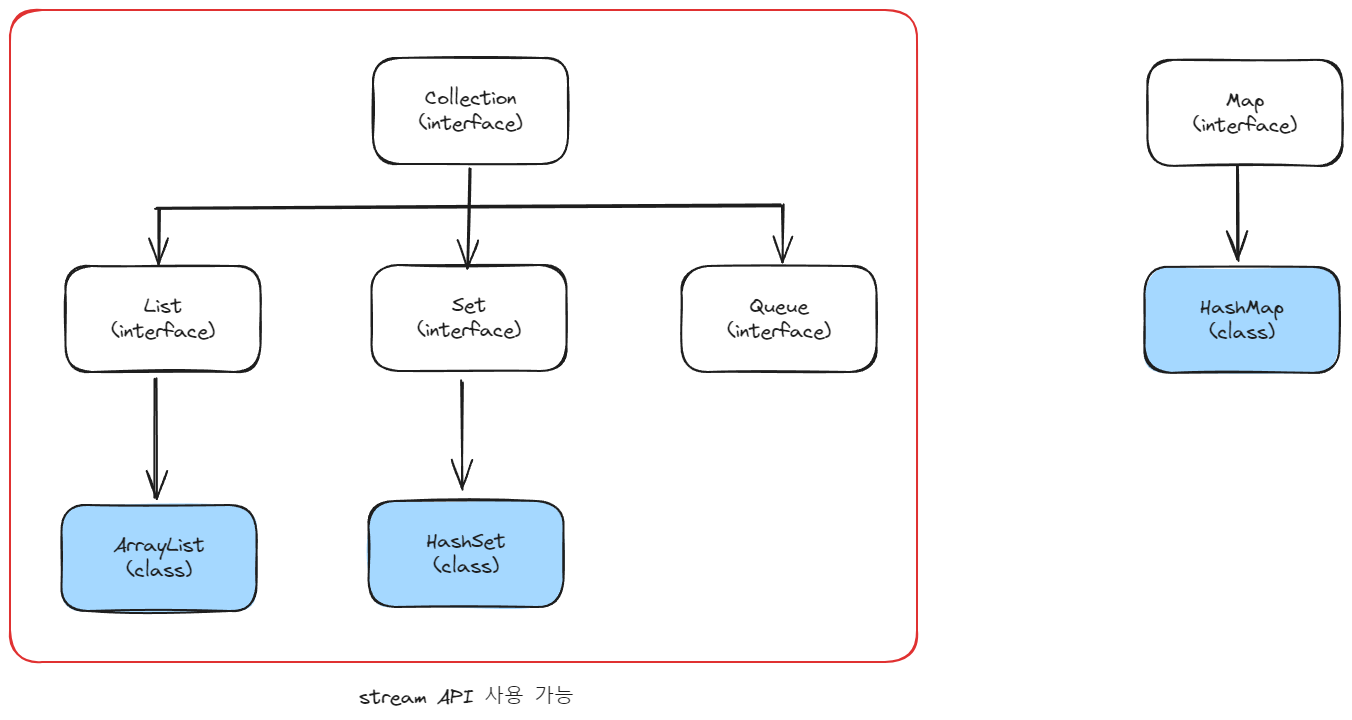 Collection
(interface)
Map
(interface)
List
(interface)
Set
(interface)
Queue
(interface)
HashMap
(class)
ArrayList
(class)
HashSet
(class)
stream API 사용 가능